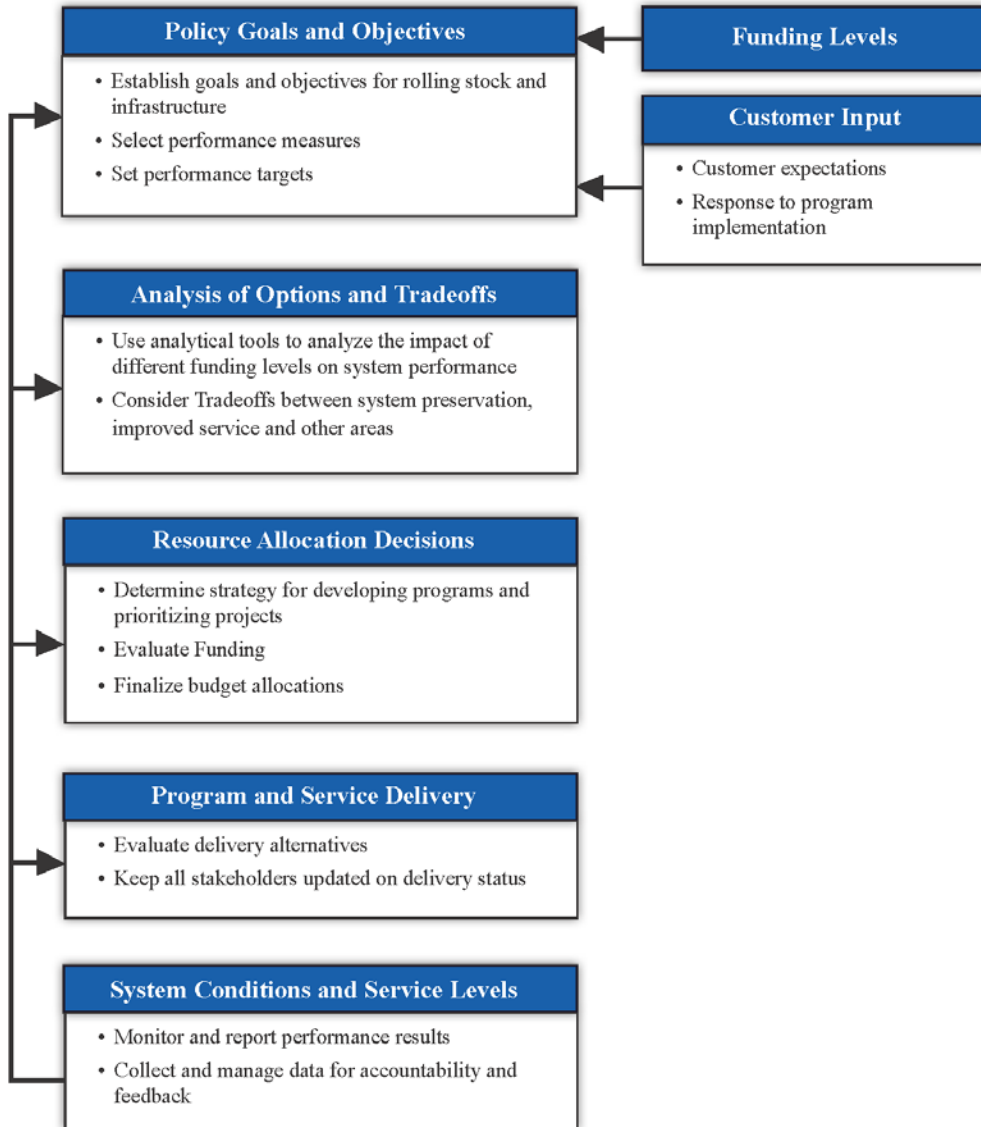 Policy Goals and Objectives
• Establish goals and objectives for rolling stock and
infrastructure
• Select performance measures
• Set performance targets
Funding Levels
Customer Input
• Customer expectations
• Response to program
implementation
Analysis of Options and Tradeoffs
• Use analytical tools to analyze the impact of
different funding levels on system performance
• Consider Tradeoffs between system preservation,
improved service and other areas
Resource Allocation Decisions
• Determine strategy for developing programs and
prioritizing projects
• Evaluate Funding
• Finalize budget allocations
Program and Service Delivery
• Evaluate delivery alternatives
• Keep all stakeholders updated on delivery status
System Conditions and Service Levels
• Monitor and report performance results
• Collect and manage data for accountability and
feedback